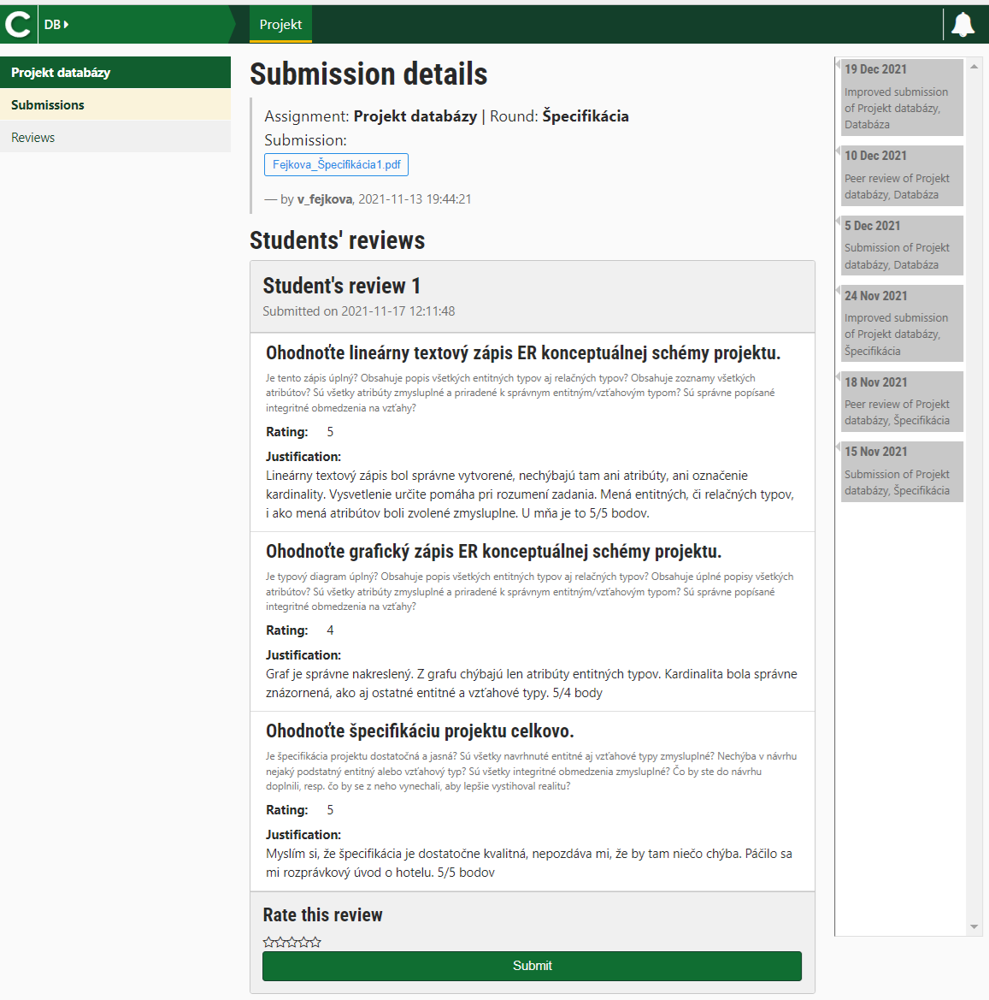 C
DB
Projekt
Projekt databázy
Submissions
Reviews
Submission details
Assignment: Projekt databázy | Round: Špecifikácia
Submission:
Fejkova_Špecifikácia1.pdf
— by v_fejkova, 2021-11-13 19:44:21
Students' reviews
Student's review 1
Submitted on 2021-11-17 12:11:48
Ohodnoťte lineárny textový zápis ER konceptuálnej schémy projektu.
Je tento zápis úplný? Obsahuje popis všetkých entitných typov aj relačných typov? Obsahuje zoznamy všetkých
atribútov? Sú všetky atribúty zmysluplné a priradené k správnym entitným/vzťahovým typom? Sú správne popísané
integritné obmedzenia na vzťahy?
Rating: 5
Justification:
Lineárny textový zápis bol správne vytvorené, nechýbajú tam ani atribúty, ani označenie
kardinality. Vysvetlenie určite pomáha pri rozumení zadania. Mená entitných, či relačných typov,
i ako mená atribútov boli zvolené zmysluplne. U mňa je to 5/5 bodov.
Ohodnoťte grafický zápis ER konceptuálnej schémy projektu.
Je typový diagram úplný? Obsahuje popis všetkých entitných typov aj relačných typov? Obsahuje úplné popisy všetkých
atribútov? Sú všetky atribúty zmysluplné a priradené k správnym entitným/vzťahovým typom? Sú správne popísané
integritné obmedzenia na vzťahy?
Rating: 4
Justification:
Graf je správne nakreslený. Z grafu chýbajú len atribúty entitných typov. Kardinalita bola správne
znázornená, ako aj ostatné entitné a vzťahové typy. 5/4 body
Ohodnoťte špecifikáciu projektu celkovo.
Je špecifikácia projektu dostatočná a jasná? Sú všetky navrhnuté entitné aj vzťahové typy zmysluplné? Nechýba v návrhu
nejaký podstatný entitný alebo vzťahový typ? Sú všetky integritné obmedzenia zmysluplné? Čo by ste do návrhu
doplnili, resp. čo by se z neho vynechali, aby lepšie vystihoval realitu?
Rating: 5
Justification:
Myslím si, že špecifikácia je dostatočne kvalitná, nepozdáva mi, že by tam niečo chýba. Páčilo sa
mi rozprávkový úvod o hotelu. 5/5 bodov
Rate this review
Submit
19 Dec 2021
Improved submission
of Projekt databázy,
Databáza
10 Dec 2021
Peer review of Projekt
databázy, Databáza
5 Dec 2021
Submission of Projekt
databázy, Databáza
24 Nov 2021
Improved submission
of Projekt databázy,
Špecifikácia
18 Nov 2021
Peer review of Projekt
databázy, Špecifikácia
15 Nov 2021
Submission of Projekt
databázy, Špecifikácia